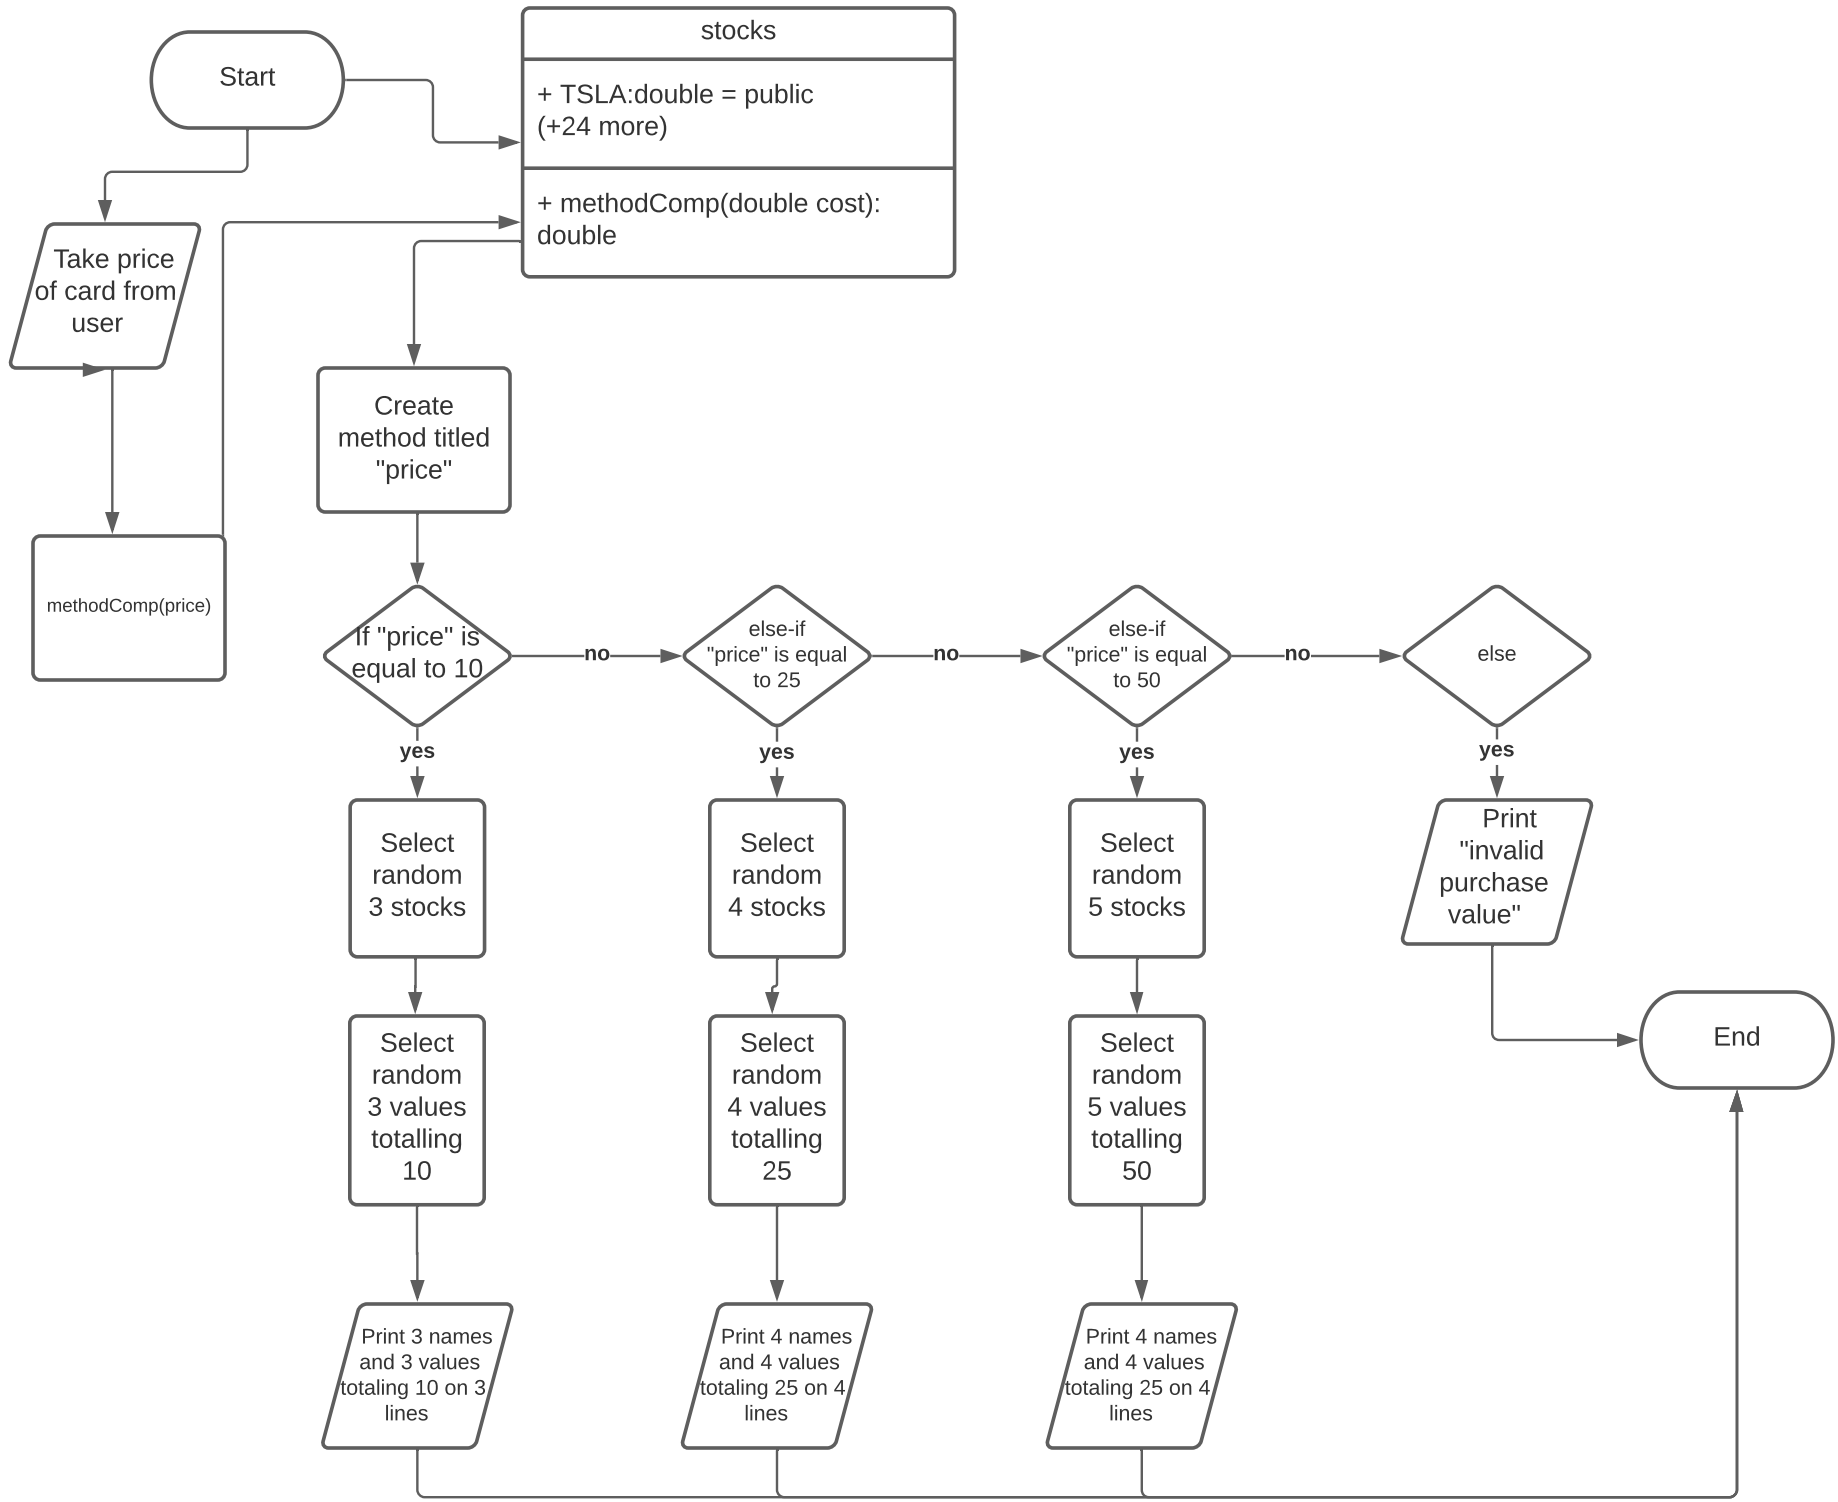 Start
stocks
+ TSLA:double = public
(+24 more)
+ methodComp(double cost):
double
Take price
of card from
user
Create
method titled
"price"
methodComp(price)
If "price" is
equal to 10
no
else-if
"price" is equal
to 25
no
else-if
"price" is equal
to 50
no
else
yes
yes
yes
yes
Select
random
3 stocks
Select
random
4 stocks
Select
random
5 stocks
Print
"invalid
purchase
value"
Select
random
3 values
totalling
10
Select
random
4 values
totalling
25
Select
random
5 values
totalling
50
End
Print 3 names
and 3 values
totaling 10 on 3
lines
Print 4 names
and 4 values
totaling 25 on 4
lines
Print 4 names
and 4 values
totaling 25 on 4
lines